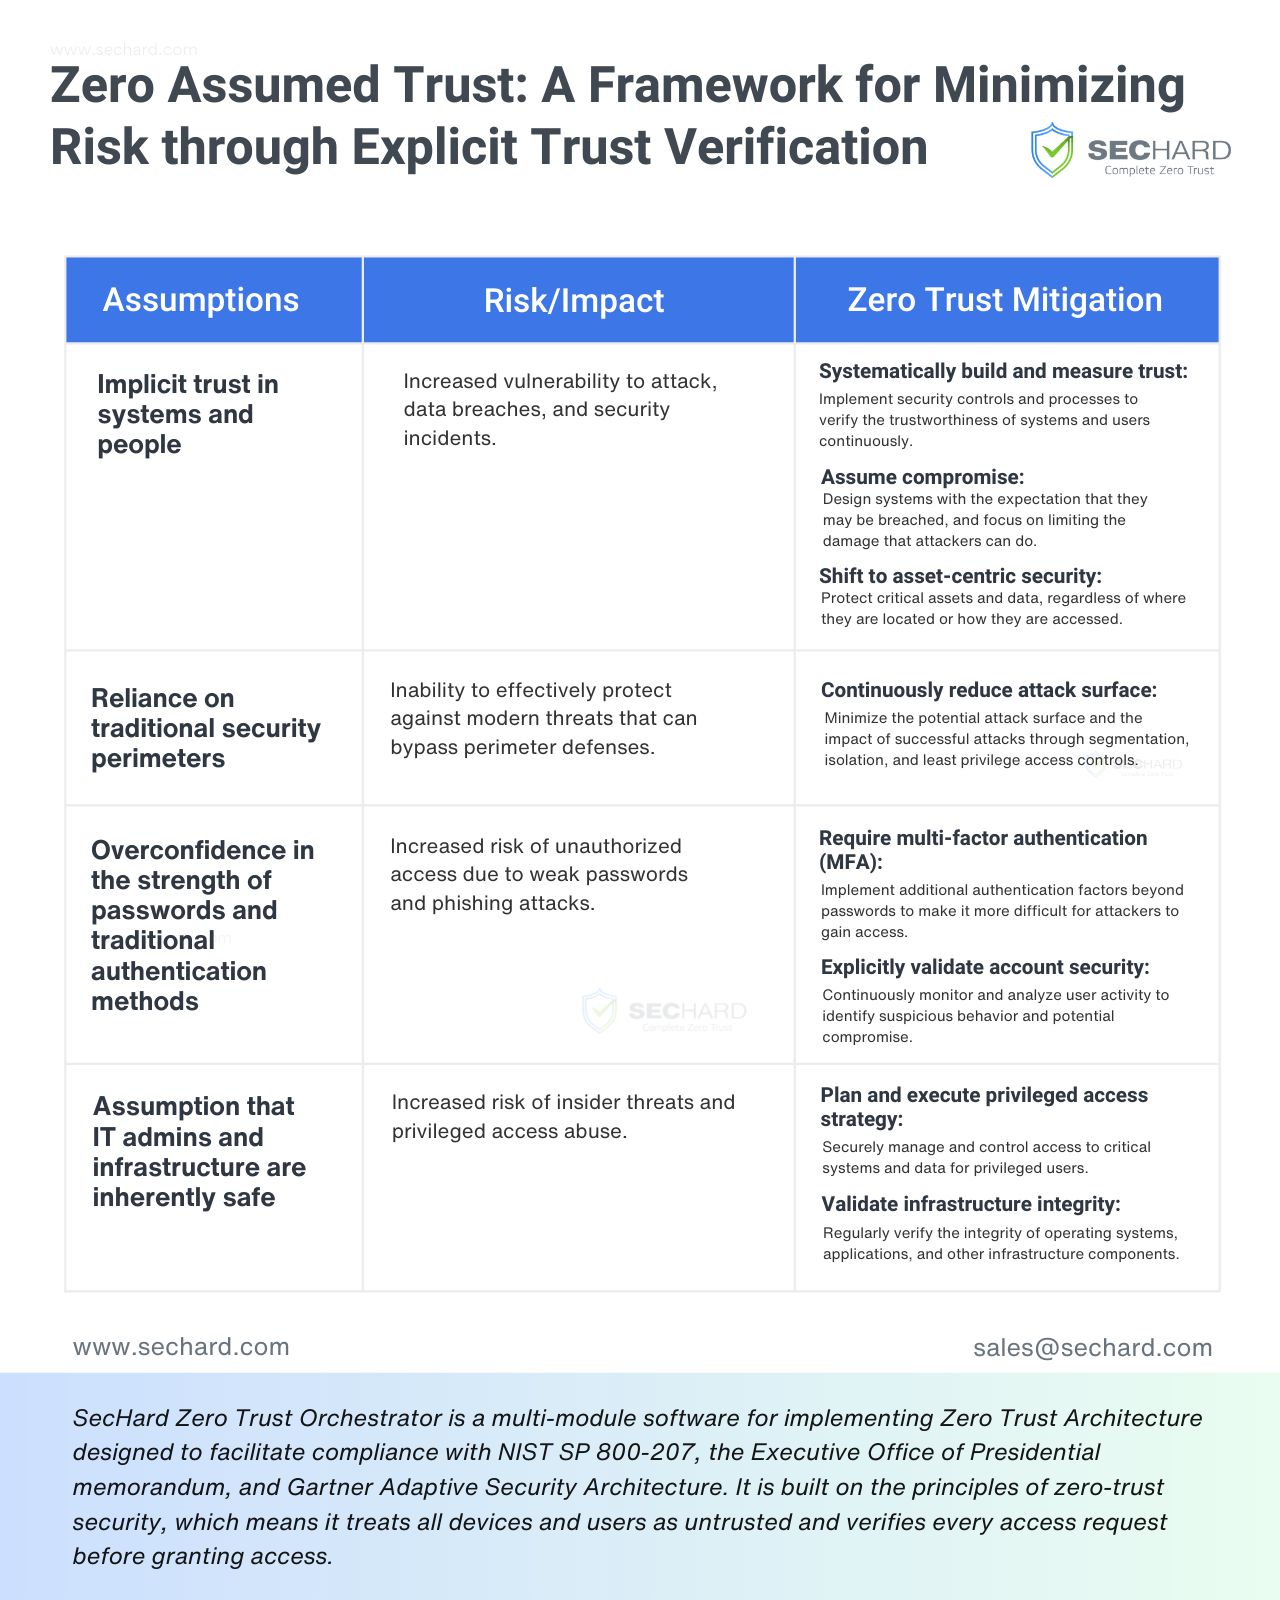 www.sechard.com
Zero Assumed Trust: A Framework for Minimizing
Risk through Explicit Trust Verification
SECHARD
Complete Zero Trust
Assumptions
Risk/Impact
Zero Trust Mitigation
Implicit trust in
systems and
people
Increased vulnerability to attack,
data breaches, and security
incidents.
Systematically build and measure trust:
Implement security controls and processes to
verify the trustworthiness of systems and users
continuously.
Assume compromise:
Design systems with the expectation that they
may be breached, and focus on limiting the
damage that attackers can do.
Shift to asset-centric security:
Protect critical assets and data, regardless of where
they are located or how they are accessed.
Reliance on
traditional security
perimeters
Inability to effectively protect
against modern threats that can
bypass perimeter defenses.
Continuously reduce attack surface:
Minimize the potential attack surface and the
impact of successful attacks through segmentation,
isolation, and least privilege access controls.
SECHARD
Complete Zero Trust
Overconfidence in
the strength of
passwords and
traditional
authentication
methods
Increased risk of unauthorized
access due to weak passwords
and phishing attacks.
SECHARD
Complete Zero Trust
Require multi-factor authentication
(MFA):
Implement additional authentication factors beyond
passwords to make it more difficult for attackers to
gain access.
Explicitly validate account security:
Continuously monitor and analyze user activity to
identify suspicious behavior and potential
compromise.
Assumption that
IT admins and
infrastructure are
inherently safe
Increased risk of insider threats and
privileged access abuse.
Plan and execute privileged access
strategy:
Securely manage and control access to critical
systems and data for privileged users.
Validate infrastructure integrity:
Regularly verify the integrity of operating systems,
applications, and other infrastructure components.
www.sechard.com
sales@sechard.com
SecHard Zero Trust Orchestrator is a multi-module software for implementing Zero Trust Architecture
designed to facilitate compliance with NIST SP 800-207, the Executive Office of Presidential
memorandum, and Gartner Adaptive Security Architecture. It is built on the principles of zero-trust
security, which means it treats all devices and users as untrusted and verifies every access request
before granting access.